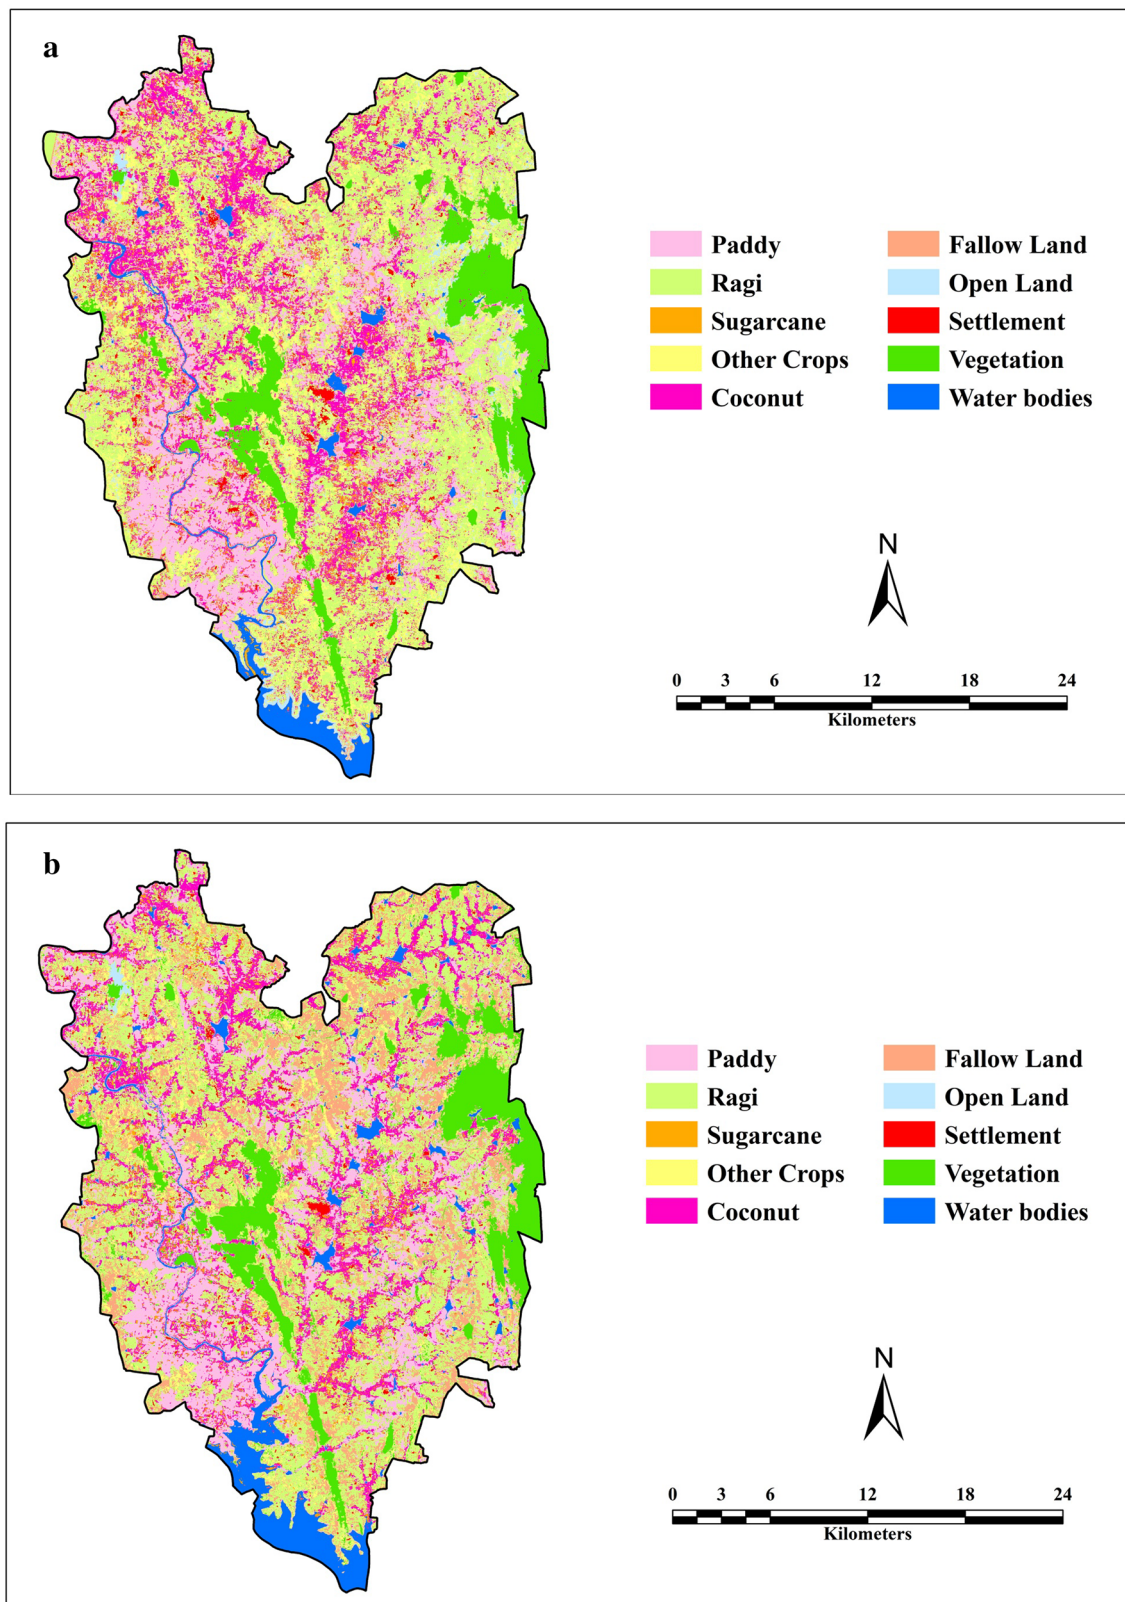 a
Paddy Fallow Land
Ragi Open Land
Sugarcane Settlement
Other Crops Vegetation
Coconut Water bodies
N
0 3 6 12 18 24
Kilometers
b
Paddy Fallow Land
Ragi Open Land
Sugarcane Settlement
Other Crops Vegetation
Coconut Water bodies
N
0 3 6 12 18 24
Kilometers